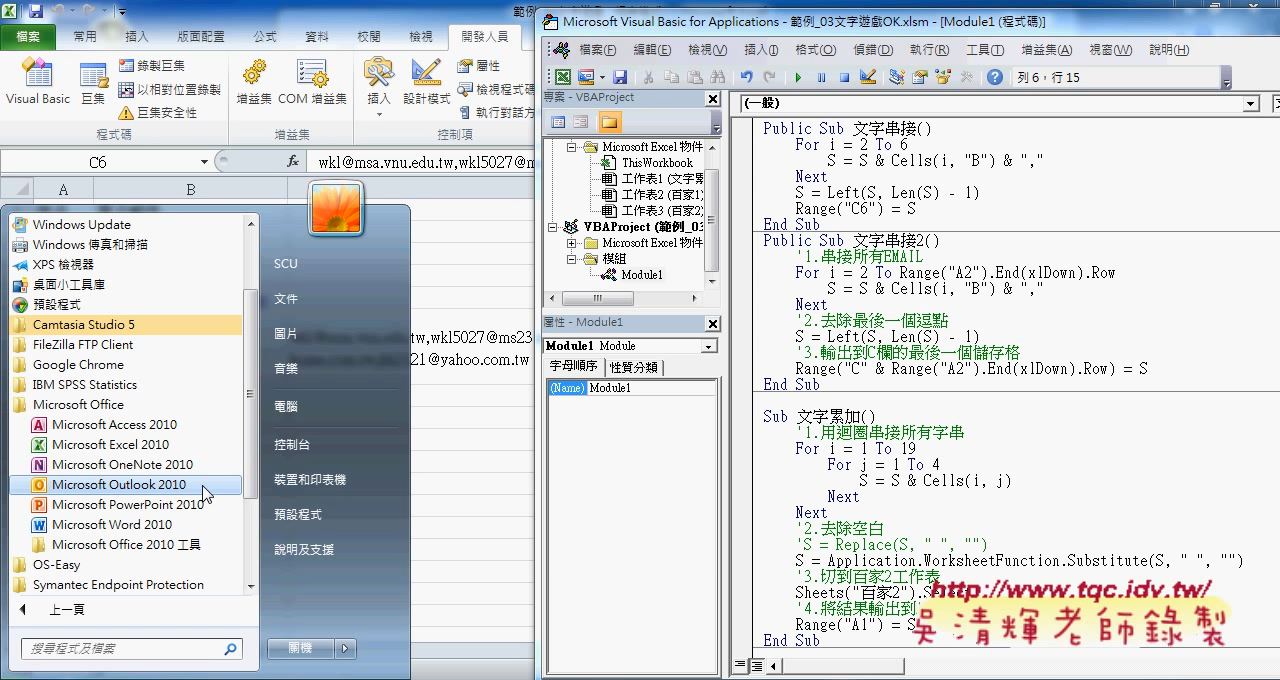 檔案 常用 插入 版面配置 公式 資料 校閱 檢視 開發人員
Visual Basic 巨集
錄製巨集
以相對位置錄製
巨集安全性
程式碼
增益集 COM 增益集
增益集
插入 設計模式
屬性
檢視程式碼
執行對話方
控制項
C6 fx wkl@msa.vnu.edu.tw,wkl5027@m
A B
Windows Update
Windows 傳真和掃描
XPS 檢視器
桌面小工具庫
預設程式
Camtasia Studio 5
FileZilla FTP Client
Google Chrome
IBM SPSS Statistics
Microsoft Office
Microsoft Access 2010
Microsoft Excel 2010
Microsoft OneNote 2010
Microsoft Outlook 2010
Microsoft PowerPoint 2010
Microsoft Word 2010
Microsoft Office 2010 工具
OS-Easy
Symantec Endpoint Protection
上一頁
搜尋程式及檔案
SCU
文件
圖片
音樂
電腦
控制台
裝置和印表機
預設程式
說明及支援
關機
.tw,wkl5027@ms23
21@yahoo.com.tw
Microsoft Visual Basic for Applications - 範例_03文字遊戲OK.xlsm - [Module1 (程式碼)]
檔案(F) 編輯(E) 檢視(V) 插入(I) 格式(O) 偵錯(D) 執行(R) 工具(T) 增益集(A) 視窗(W) 說明(H)
列 6，行 15
專案 - VBAProject
Microsoft Excel 物件
ThisWorkbook
工作表1 (文字累
工作表2 (百家1)
工作表3 (百家2)
VBAProject (範例_03
Microsoft Excel 物件
模組
Module1
屬性 - Module1
Module1 Module
字母順序 性質分類
(Name) Module1
(一般)
Public Sub 文字串接()
For i = 2 To 6
S = S & Cells(i, "B") & ","
Next
S = Left(S, Len(S) - 1)
Range("C6") = S
End Sub
Public Sub 文字串接2()
'1.串接所有EMAIL
For i = 2 To Range("A2").End(xlDown).Row
S = S & Cells(i, "B") & ","
Next
'2.去除最後一個逗點
S = Left(S, Len(S) - 1)
'3.輸出到C欄的最後一個儲存格
Range("C" & Range("A2").End(xlDown).Row) = S
End Sub
Sub 文字累加()
'1.用迴圈串接所有字串
For i = 1 To 19
For j = 1 To 4
S = S & Cells(i, j)
Next
Next
'2.去除空白
'S = Replace(S, " ", "")
S = Application.WorksheetFunction.Substitute(S, " ", "")
'3.切到百家2工作表
Sheets("百家2").S
'4.將結果輸出到
Range("A1") = S
End Sub
http://www.tqc.idv.tw/
吳清輝老師錄製